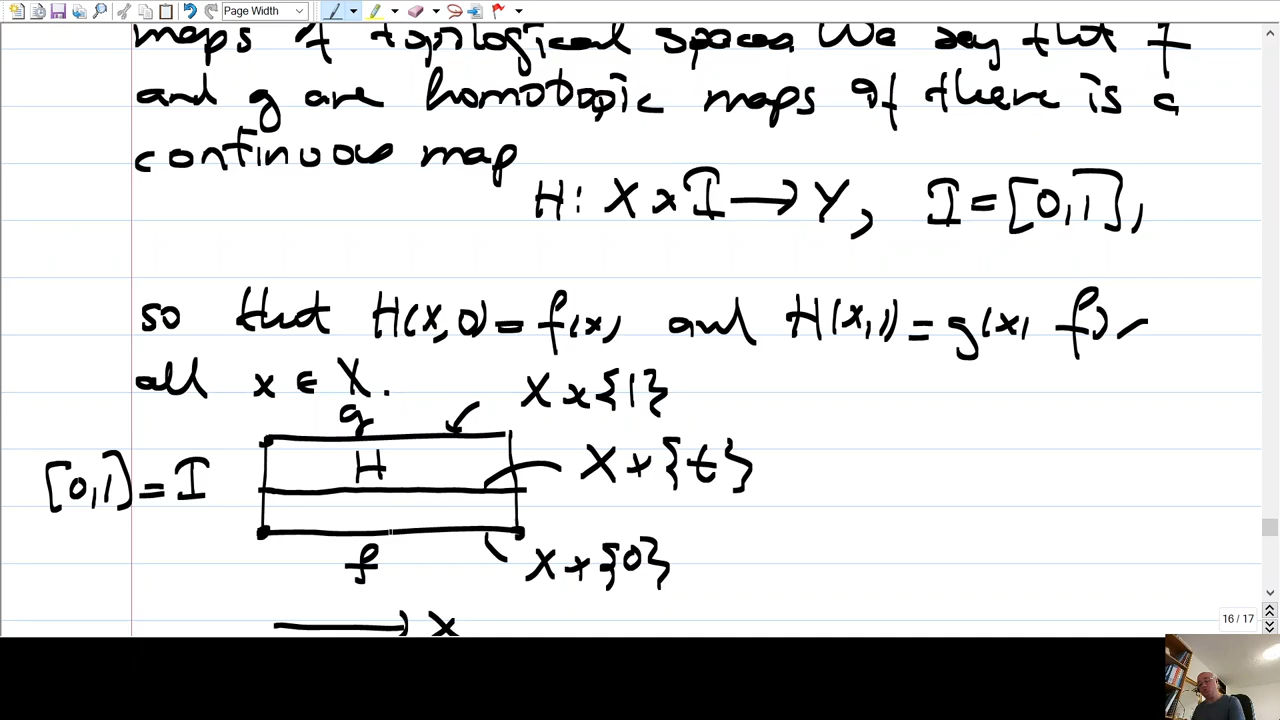 Page Width
maps of topological spaces. We say that f
and g are homotopic maps if there is a
continuous map
H: X × I → Y, I = [0,1],
so that H(x,0) = f(x) and H(x,1) = g(x) for
all x ∈ X.
X × {1}
g
[0,1] = I
H
X × {t}
f
X × {0}
→ X
16 / 17